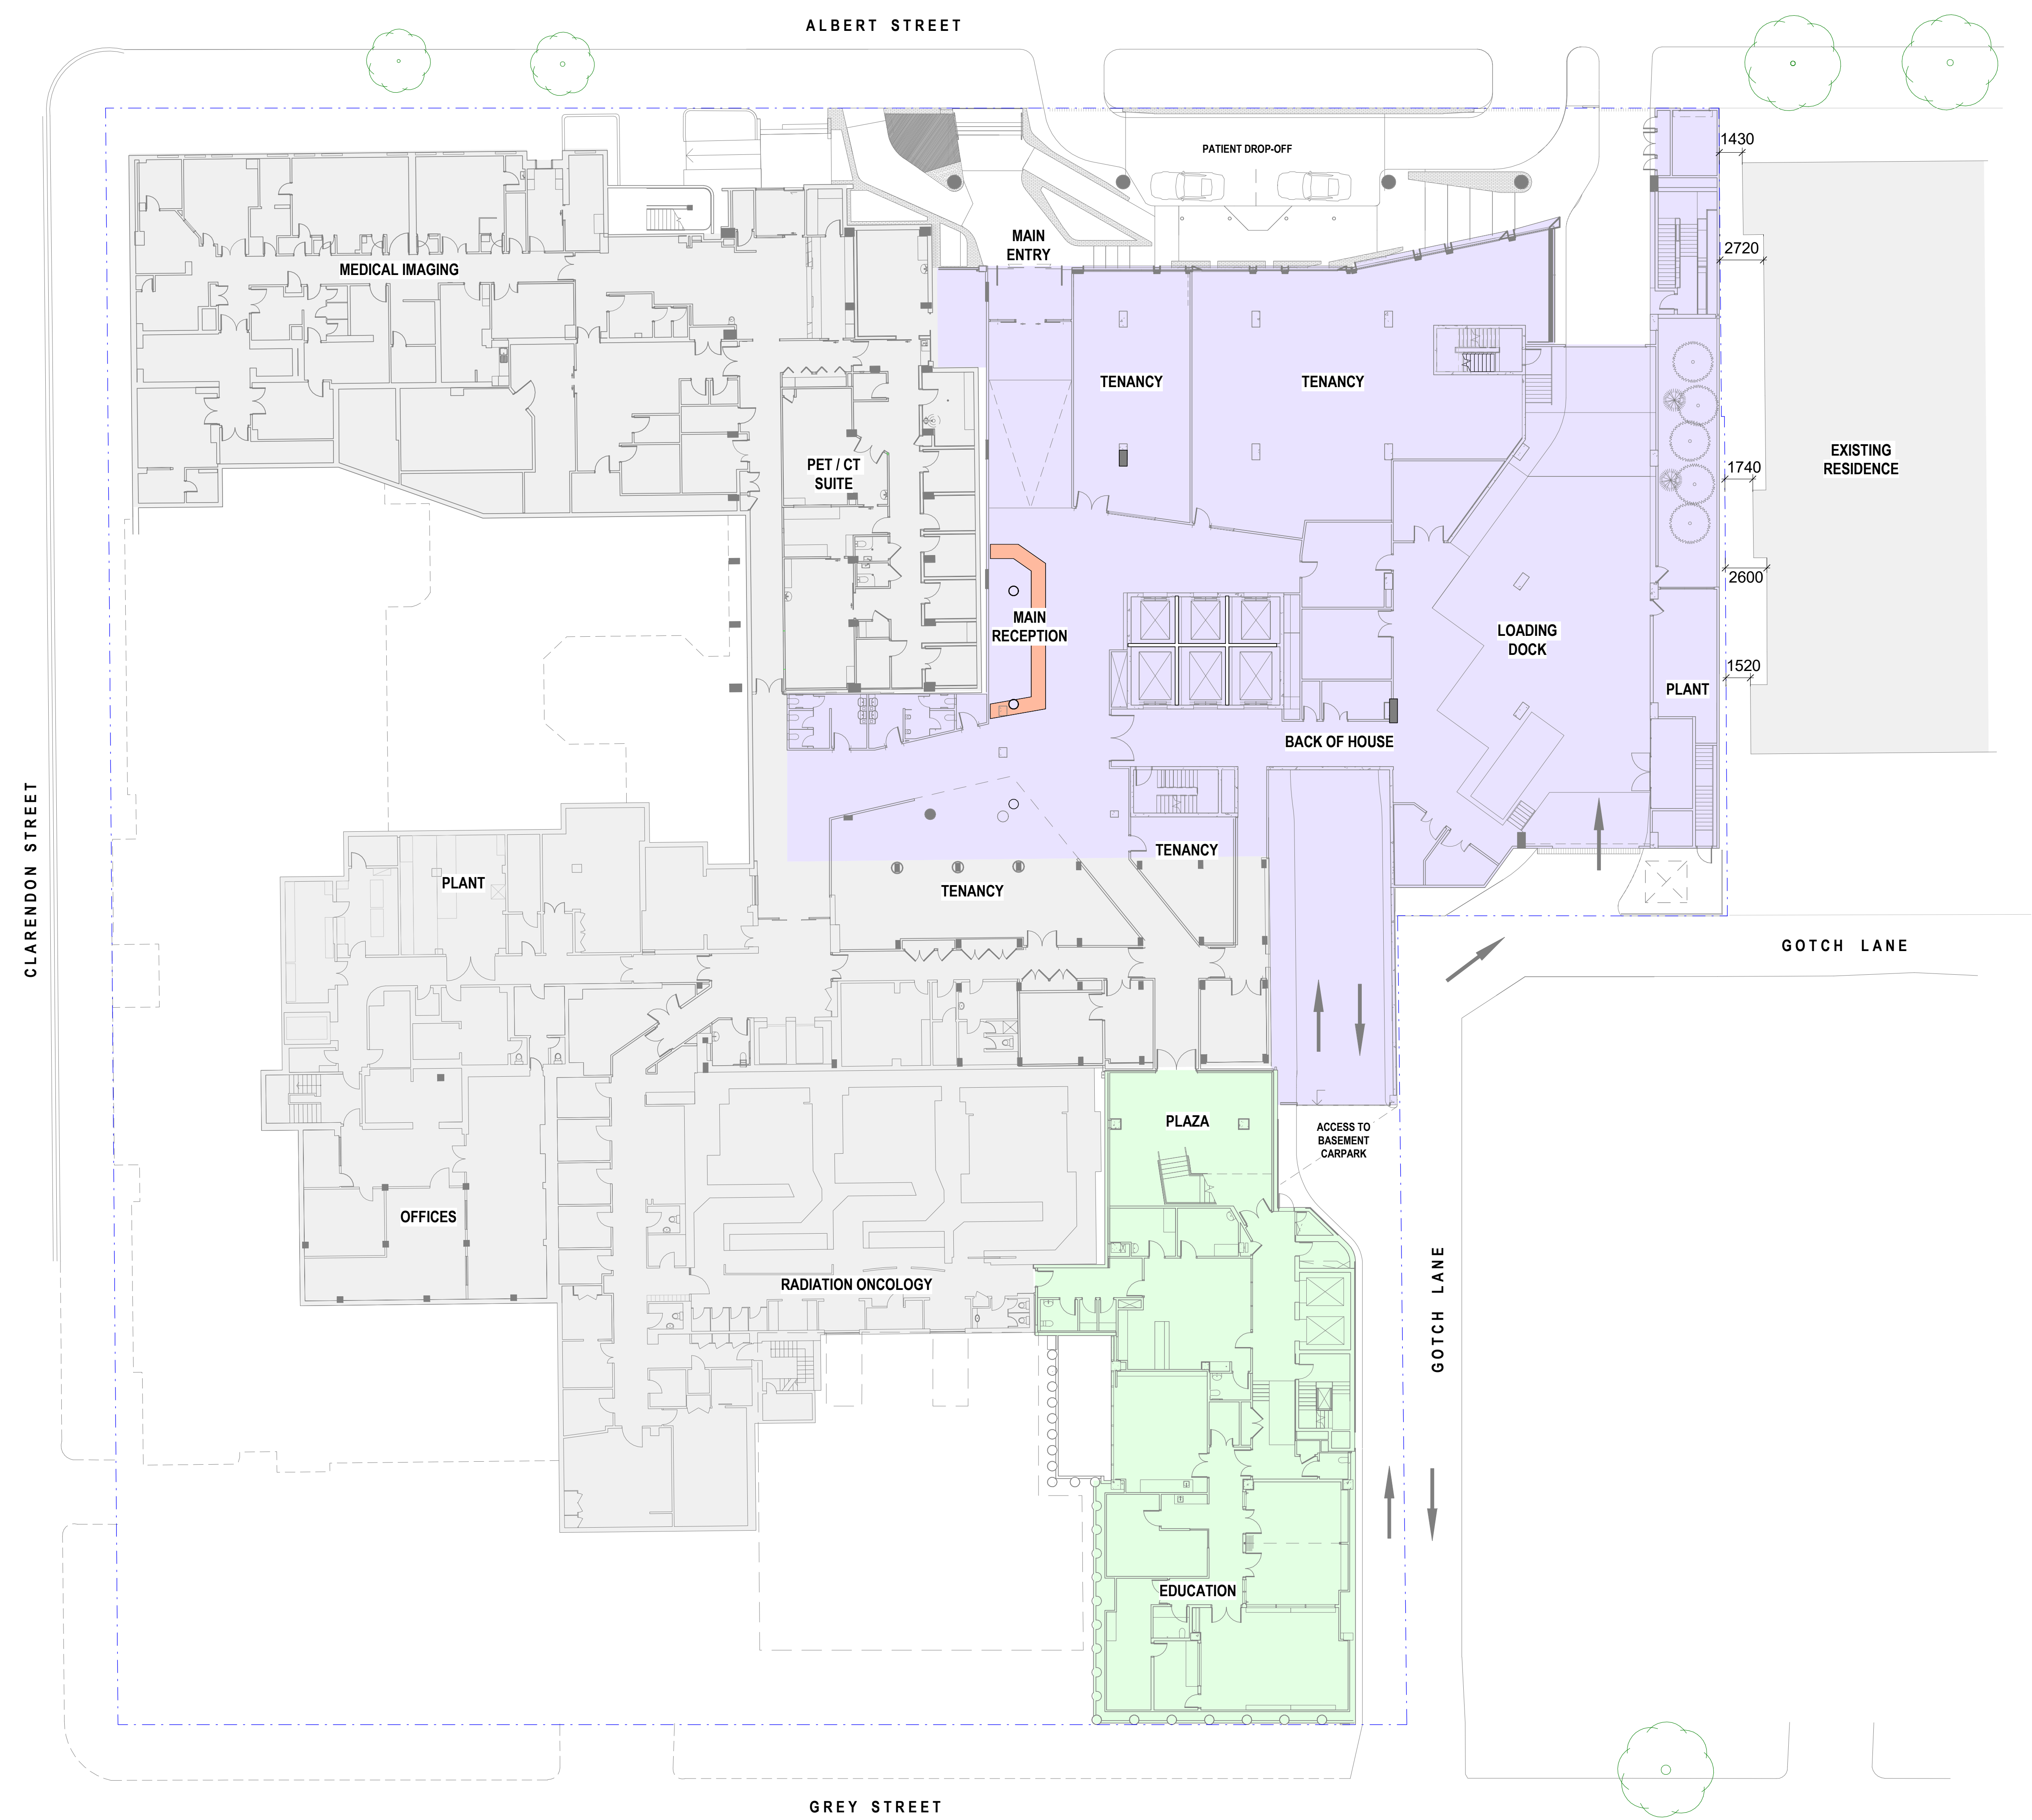 ALBERT STREET
PATIENT DROP-OFF
1430
MAIN
ENTRY
2720
MEDICAL IMAGING
TENANCY
TENANCY
EXISTING
RESIDENCE
PET / CT
SUITE
1740
2600
MAIN
RECEPTION
LOADING
DOCK
1520
PLANT
BACK OF HOUSE
CLARENDON STREET
TENANCY
PLANT
TENANCY
GOTCH LANE
PLAZA
ACCESS TO
BASEMENT
CARPARK
OFFICES
RADIATION ONCOLOGY
GOTCH LANE
EDUCATION
GREY STREET